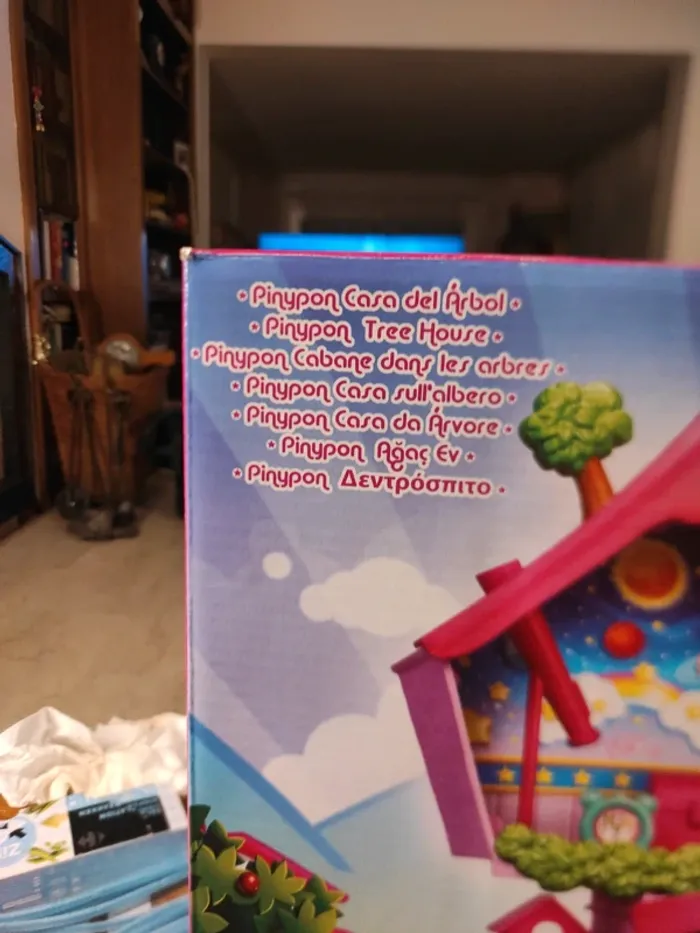 • Pinypon Casa del Árbol •
• Pinypon Tree House •
• Pinypon Cabane dans les arbres •
• Pinypon Casa sull'albero •
• Pinypon Casa da Árvore •
• Pinypon Ağaç Ev •
• Pinypon Δεντρόσπιτο •